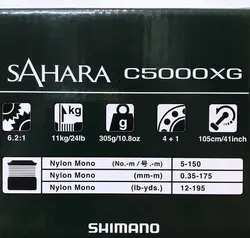 SAHARA C5000XG
kg g
6.2:1 11kg/24lb 305g/10.8oz 4+1 105cm/41inch
Nylon Mono (No.-m / 号.-m) 5-150
Nylon Mono (mm-m) 0.35-175
Nylon Mono (lb-yds.) 12-195
SHIMANO